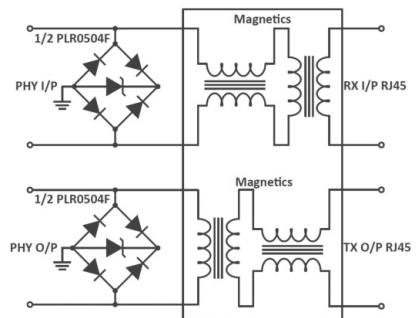 Magnetics
1/2 PLR0504F
PHY I/P
RX I/P RJ45
Magnetics
1/2 PLR0504F
PHY O/P
TX O/P RJ45